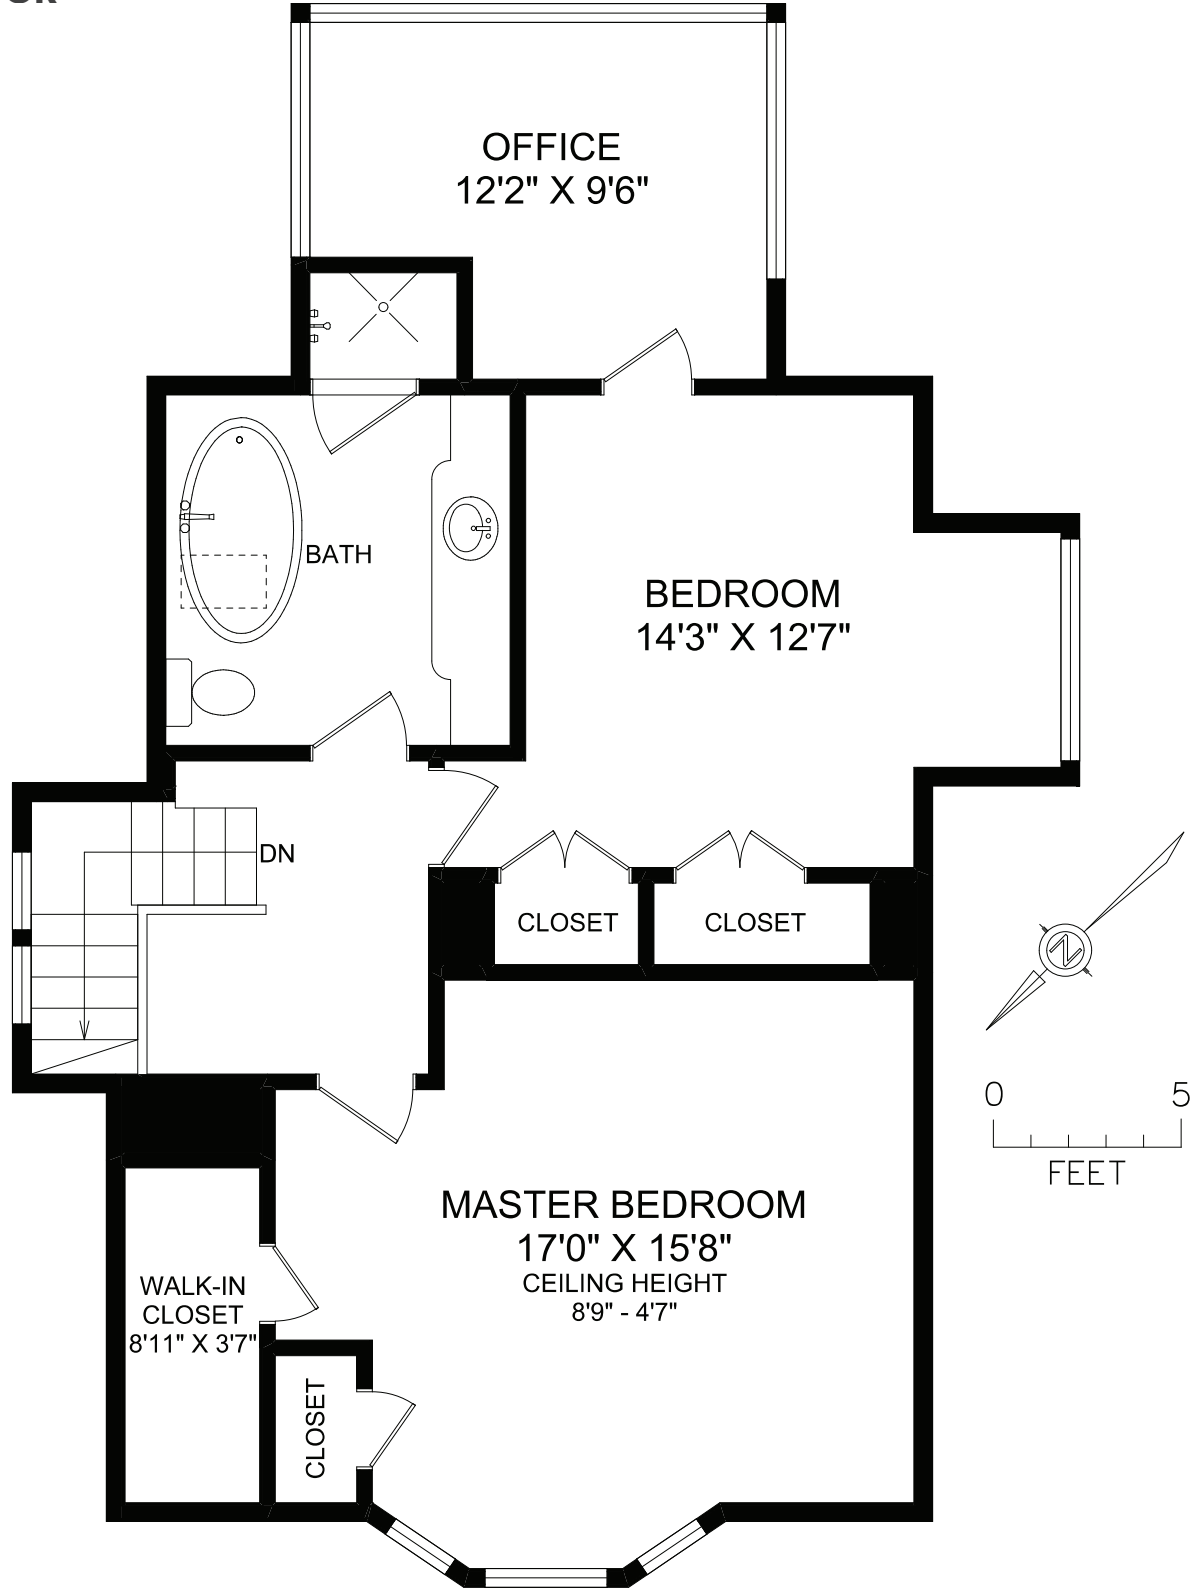 OFFICE
12'2" X 9'6"
BATH
BEDROOM
14'3" X 12'7"
DN
CLOSET
CLOSET
N
0 5
FEET
MASTER BEDROOM
17'0" X 15'8"
CEILING HEIGHT
8'9" - 4'7"
WALK-IN
CLOSET
8'11" X 3'7"
CLOSET